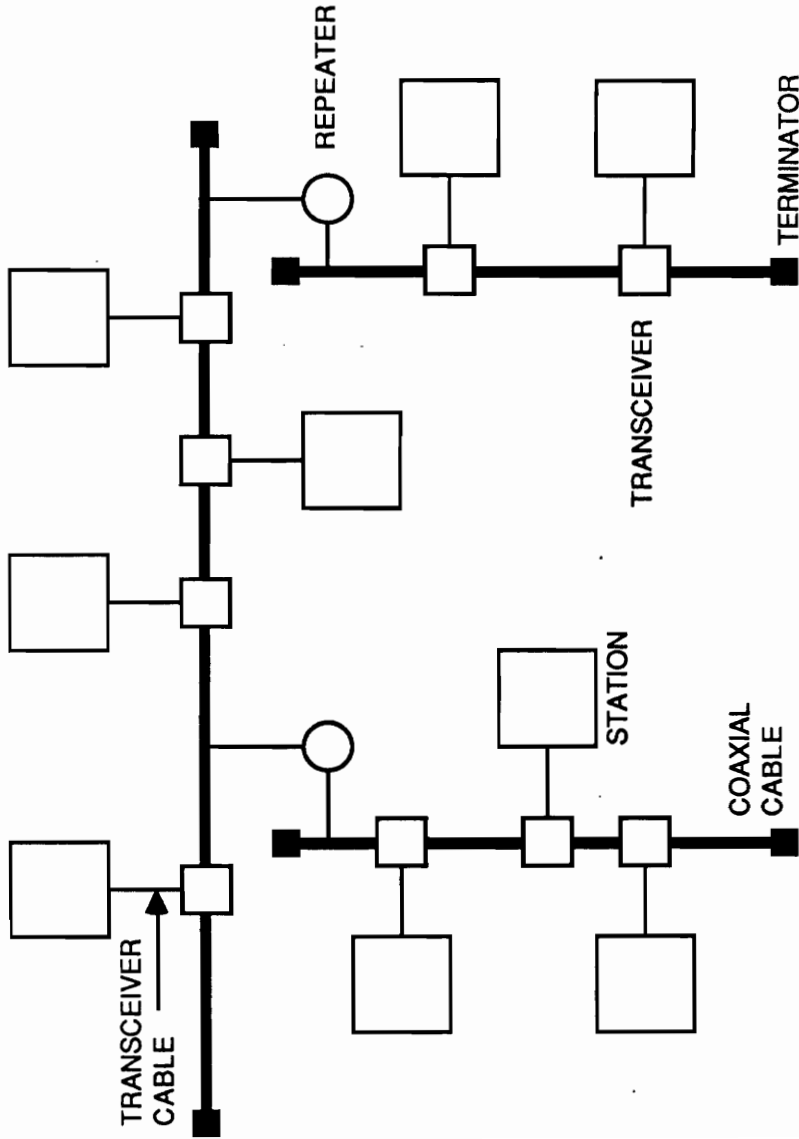 TRANSCEIVER
CABLE
REPEATER
STATION
TRANSCEIVER
COAXIAL
CABLE
TERMINATOR